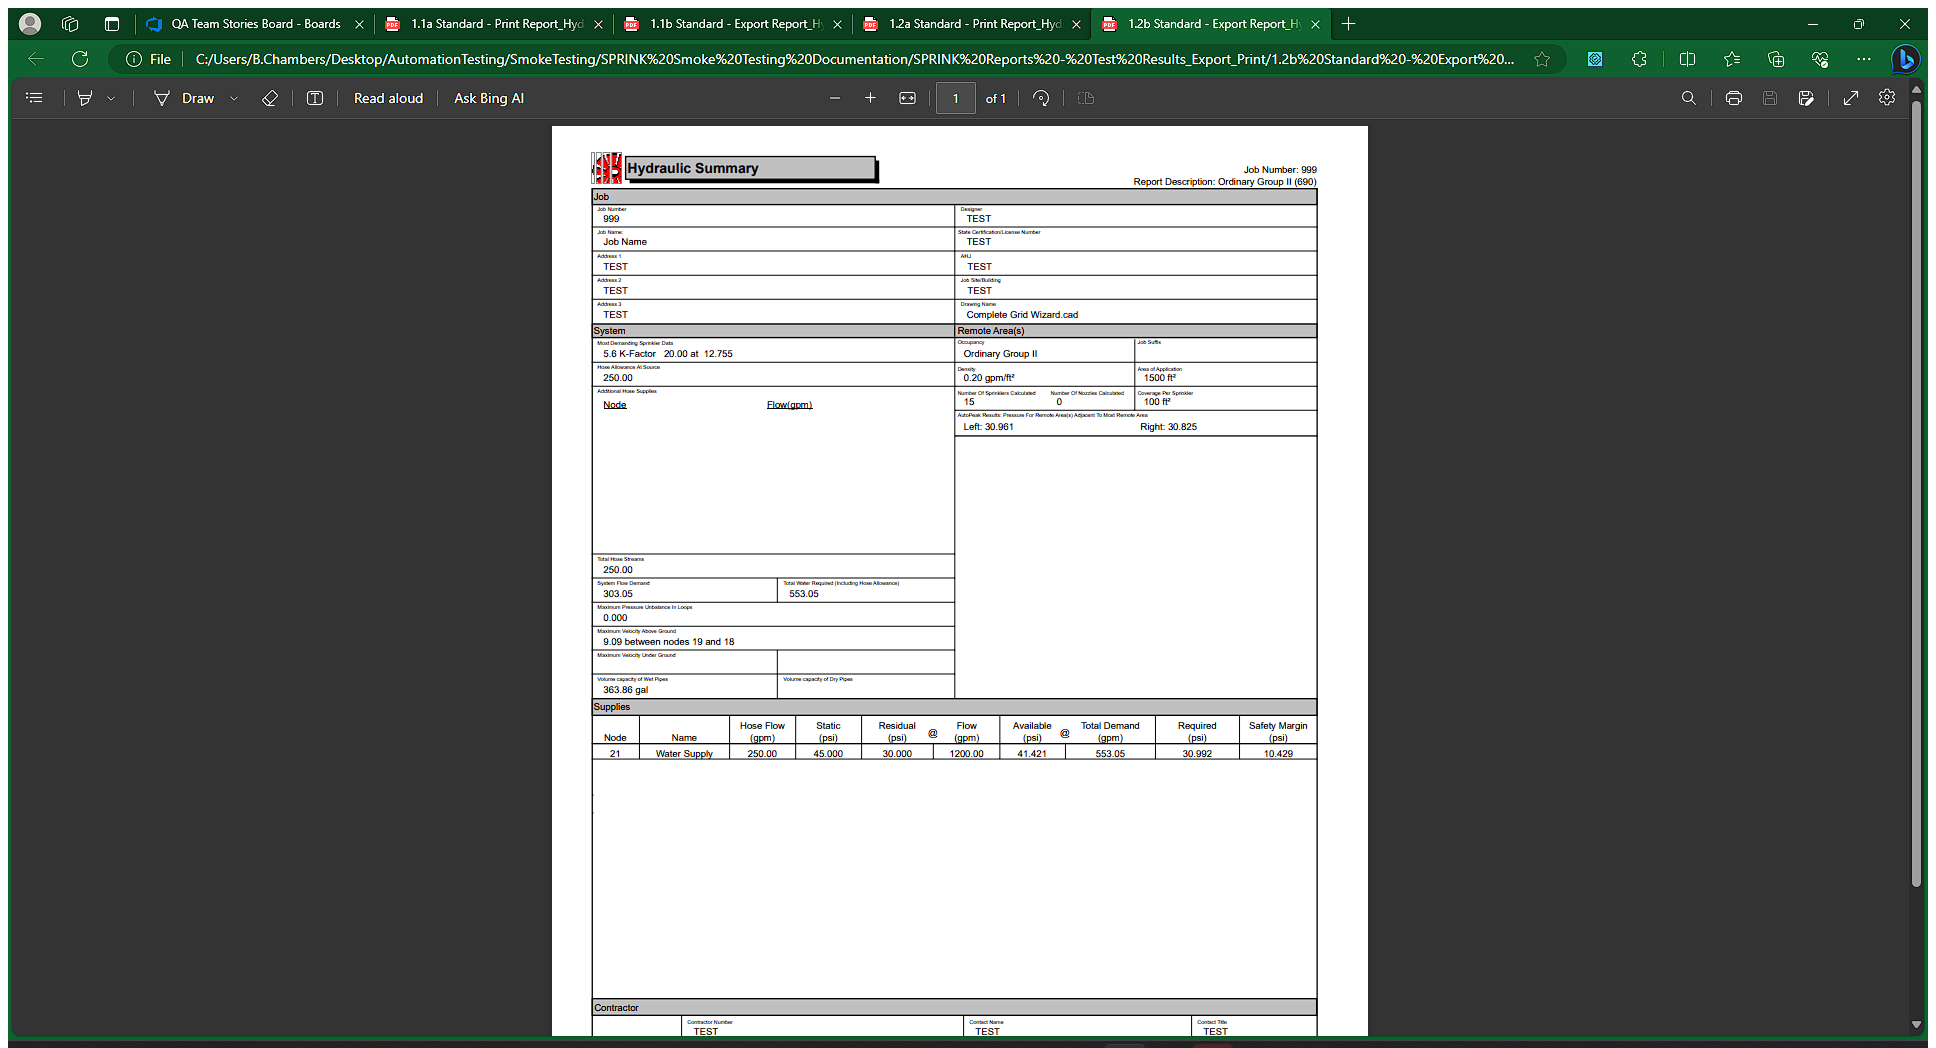 QA Team Stories Board - Boards
1.1a Standard - Print Report_Hyd
1.1b Standard - Export Report_H
1.2a Standard - Print Report_Hyd
1.2b Standard - Export Report_H
File
C:/Users/B.Chambers/Desktop/AutomationTesting/SmokeTesting/SPRINK%20Smoke%20Testing%20Documentation/SPRINK%20Reports%20-%20Test%20Results_Export_Print/1.2b%20Standard%20-%20Export%20...
Draw
Read aloud
Ask Bing AI
1 of 1
Hydraulic Summary
Job Number: 999
Report Description: Ordinary Group II (690)
Job
Job Number
999
Designer
TEST
Job Name:
Job Name
State Certification/License Number
TEST
Address 1
TEST
AHJ
TEST
Address 2
TEST
Job Site/Building
TEST
Address 3
TEST
Drawing Name
Complete Grid Wizard.cad
System
Remote Area(s)
Most Demanding Sprinkler Data
5.6 K-Factor 20.00 at 12.755
Occupancy
Ordinary Group II
Job Suffix
Hose Allowance At Source
250.00
Density
0.20 gpm/ft²
Area of Application
1500 ft²
Additional Hose Supplies
Node Flow(gpm)
Number Of Sprinklers Calculated
15
Number Of Nozzles Calculated
0
Coverage Per Sprinkler
100 ft²
AutoPeak Results: Pressure For Remote Area(s) Adjacent To Most Remote Area
Left: 30.961 Right: 30.825
Total Hose Streams
250.00
System Flow Demand
303.05
Total Water Required (Including Hose Allowance)
553.05
Maximum Pressure Unbalance In Loops
0.000
Maximum Velocity Above Ground
9.09 between nodes 19 and 18
Maximum Velocity Under Ground
Volume capacity of Wet Pipes
363.86 gal
Volume capacity of Dry Pipes
Supplies
Node Name Hose Flow (gpm) Static (psi) Residual (psi) @ Flow (gpm) Available (psi) @ Total Demand (gpm) Required (psi) Safety Margin (psi)
21 Water Supply 250.00 45.000 30.000 1200.00 41.421 553.05 30.992 10.429
Contractor
Contractor Number
TEST
Contact Name
TEST
Contact Title
TEST